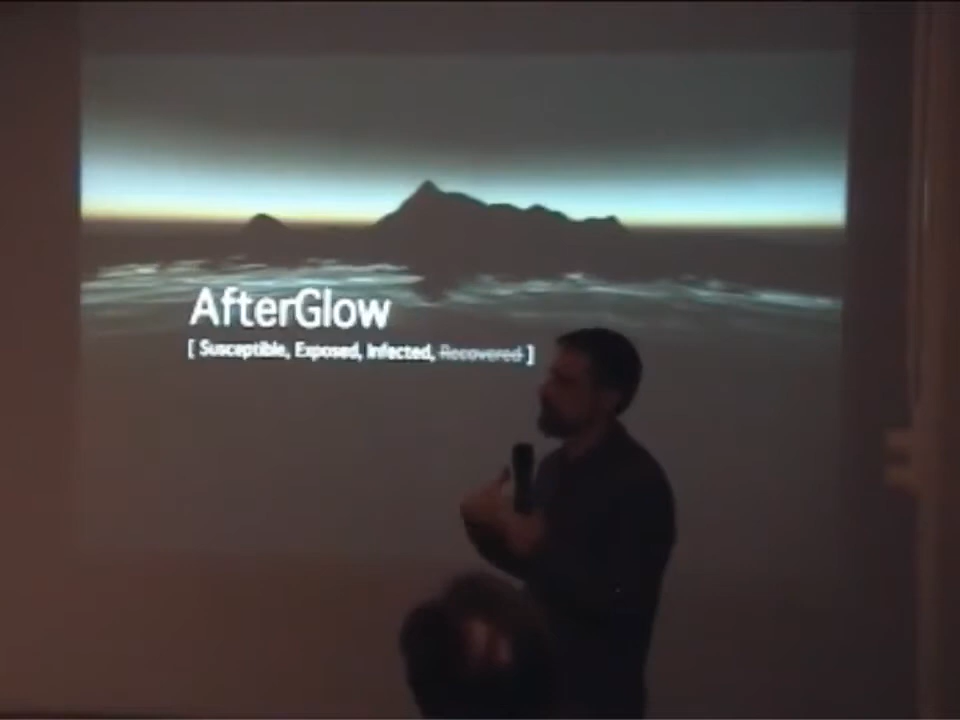 AfterGlow
[ Susceptible, Exposed, Infected, Recovered ]